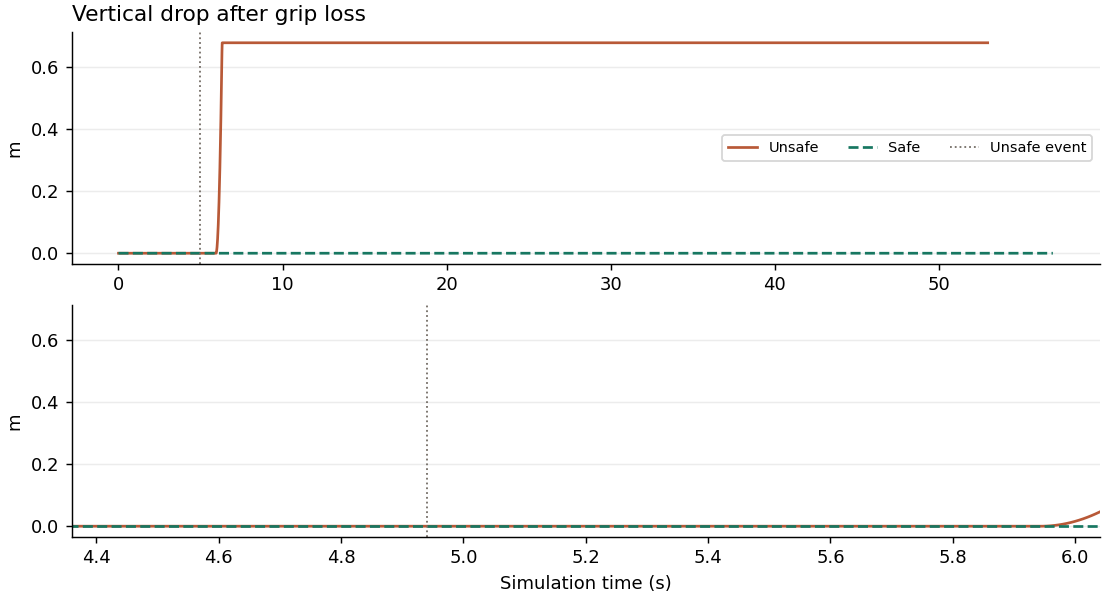 Vertical drop after grip loss
m
0.6
0.4
0.2
0.0
Unsafe Safe Unsafe event
0 10 20 30 40 50
m
0.6
0.4
0.2
0.0
4.4 4.6 4.8 5.0 5.2 5.4 5.6 5.8 6.0
Simulation time (s)